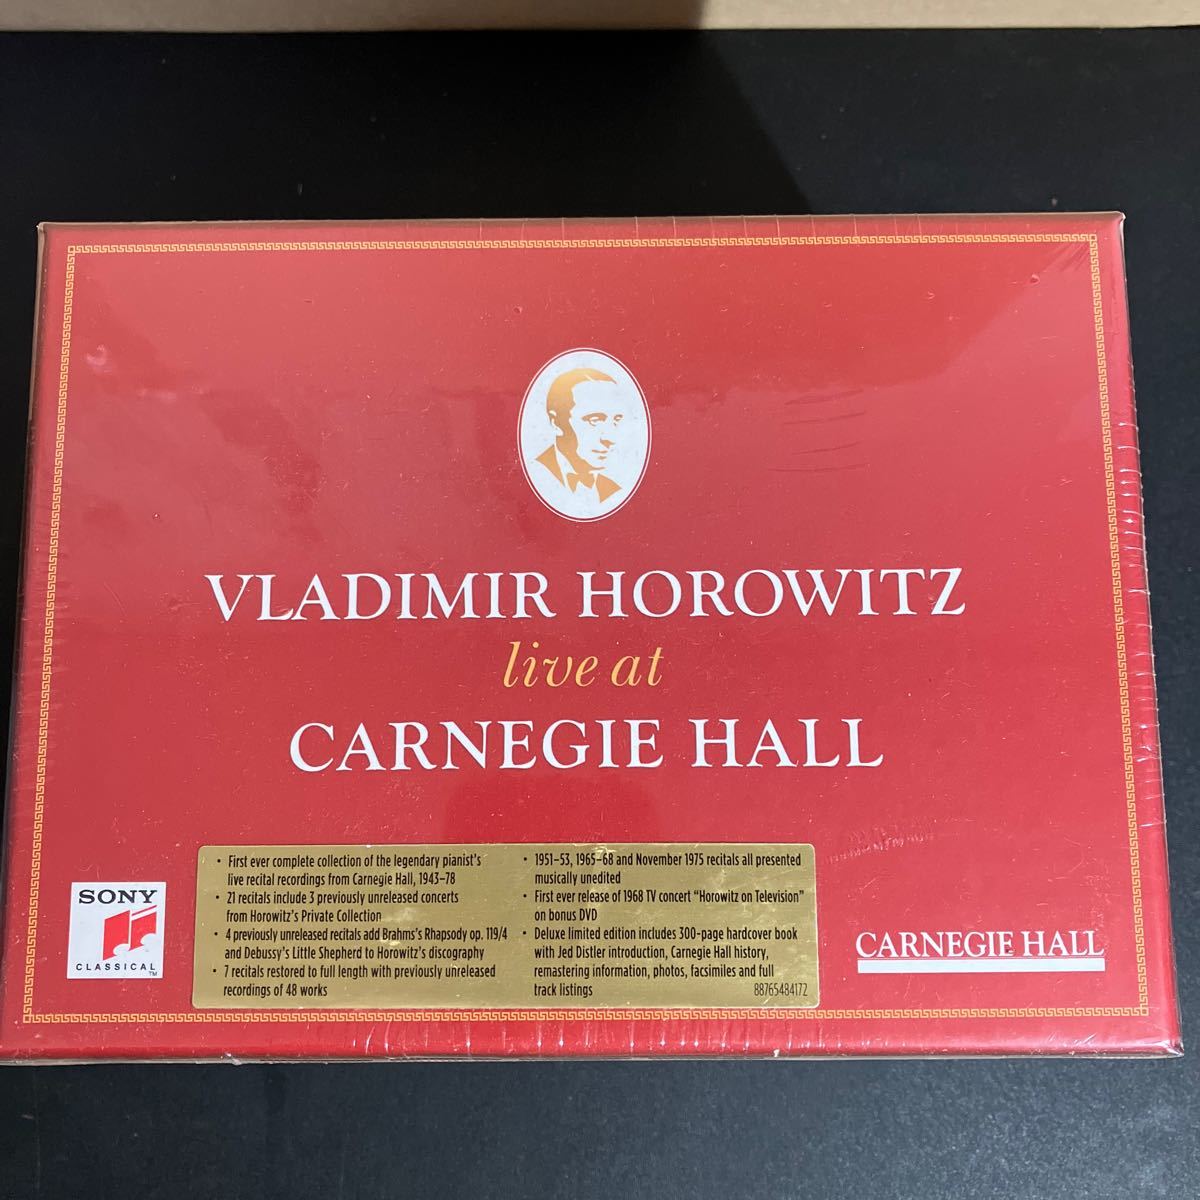 VLADIMIR HOROWITZ
live at
CARNEGIE HALL
• First ever complete collection of the legendary pianist's
live recital recordings from Carnegie Hall, 1943–78
• 21 recitals include 3 previously unreleased concerts
from Horowitz's Private Collection
• 4 previously unreleased recitals add Brahms's Rhapsody op. 119/4
and Debussy's Little Shepherd to Horowitz's discography
• 7 recitals restored to full length with previously unreleased
recordings of 48 works
• 1951–53, 1965–68 and November 1975 recitals all presented
musically unedited
• First ever release of 1968 TV concert "Horowitz on Television"
on bonus DVD
• Deluxe limited edition includes 300-page hardcover book
with Jed Distler introduction, Carnegie Hall history,
remastering information, photos, facsimiles and full
track listings
88765484172
SONY
CLASSICAL
TM
CARNEGIE HALL